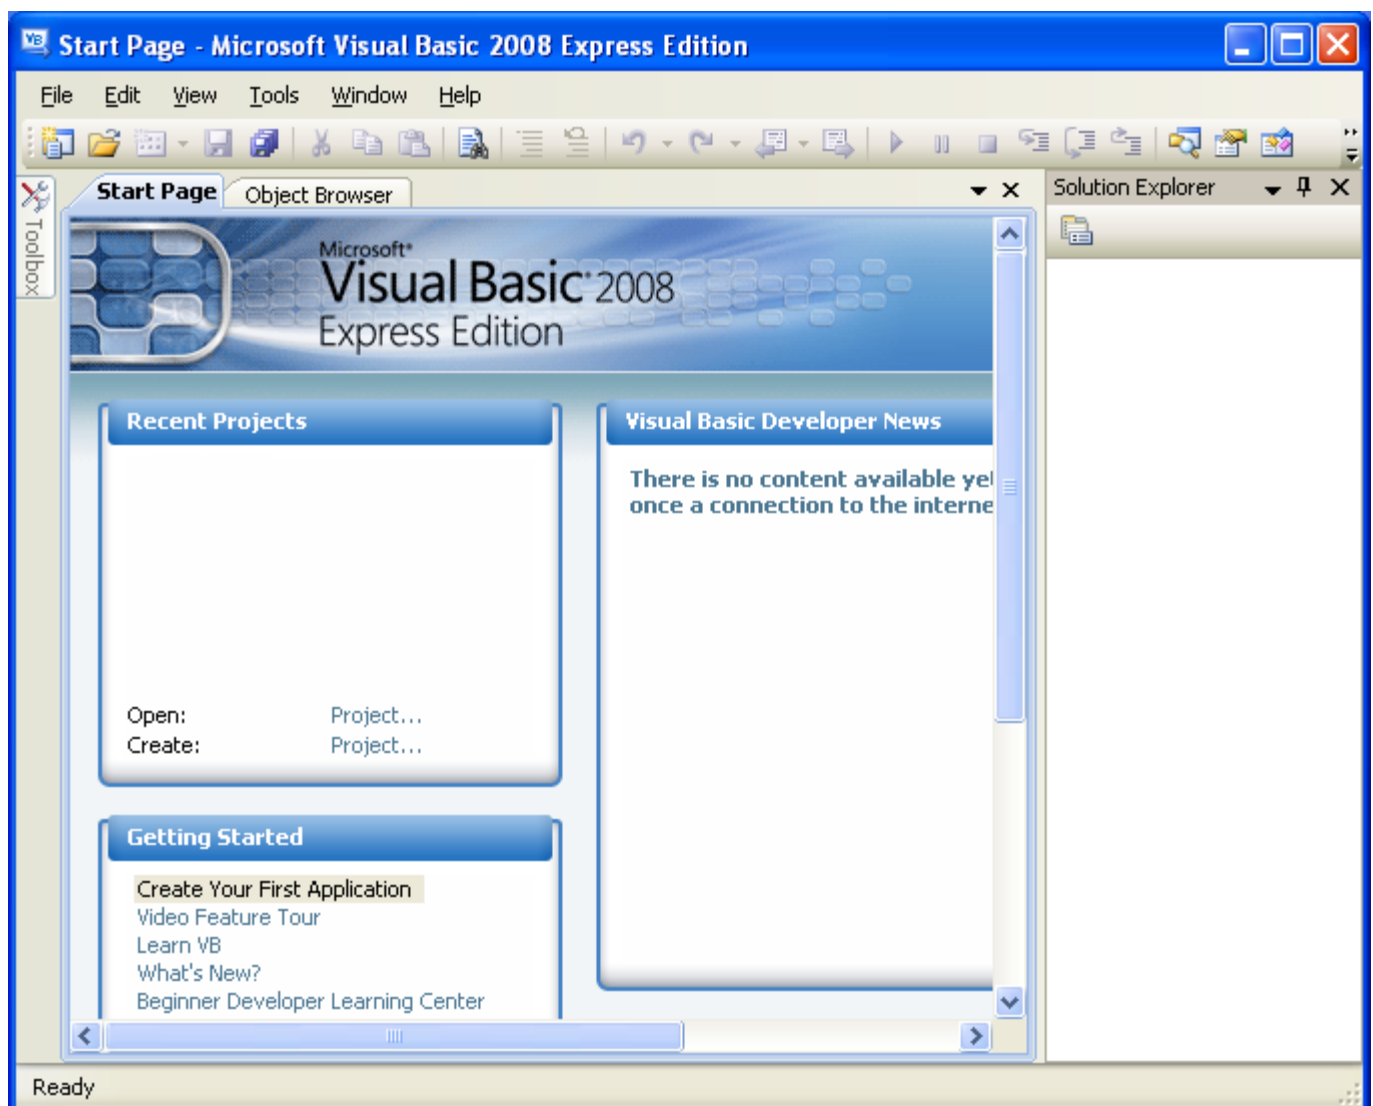 Start Page - Microsoft Visual Basic 2008 Express Edition
File Edit View Tools Window Help
Start Page Object Browser
Solution Explorer
Toolbox
Microsoft®
Visual Basic® 2008
Express Edition
Recent Projects
Open: Project...
Create: Project...
Getting Started
Create Your First Application
Video Feature Tour
Learn VB
What's New?
Beginner Developer Learning Center
Visual Basic Developer News
There is no content available yet
once a connection to the interne
Ready